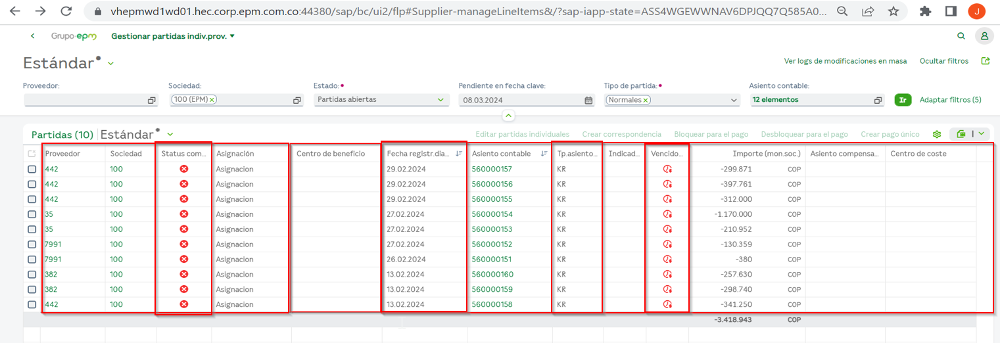 vhepmwd1wd01.hec.corp.epm.com.co:44380/sap/bc/ui2/flp#Supplier-manageLineItems&/?sap-iapp-state=ASS4WGEWWNAV6DPJQQ7Q585A0... J
Grupo·epm Gestionar partidas indiv.prov.
Estándar* Ver logs de modificaciones en masa Ocultar filtros
Proveedor: Sociedad: Estado: Pendiente en fecha clave: Tipo de partida: Asiento contable:
100 (EPM) Partidas abiertas 08.03.2024 Normales 12 elementos Ir Adaptar filtros (5)
Partidas (10) Estándar* Editar partidas individuales Crear correspondencia Bloquear para el pago Desbloquear para el pago Crear pago único
Proveedor Sociedad Status com... Asignación Centro de beneficio Fecha registr.dia... Asiento contable Tp.asiento... Indicad... Vencido... Importe (mon.soc.) Asiento compensa... Centro de coste
442 100 Asignacion 29.02.2024 560000157 KR -299.871 COP
442 100 Asignacion 29.02.2024 560000156 KR -397.761 COP
442 100 Asignacion 29.02.2024 560000155 KR -312.000 COP
35 100 Asignacion 27.02.2024 560000154 KR -1.170.000 COP
35 100 Asignacion 27.02.2024 560000153 KR -210.952 COP
7991 100 Asignacion 27.02.2024 560000152 KR -130.359 COP
7991 100 Asignacion 26.02.2024 560000151 KR -380 COP
382 100 Asignacion 13.02.2024 560000160 KR -257.630 COP
382 100 Asignacion 13.02.2024 560000159 KR -298.740 COP
442 100 Asignacion 13.02.2024 560000158 KR -341.250 COP
-3.418.943 COP